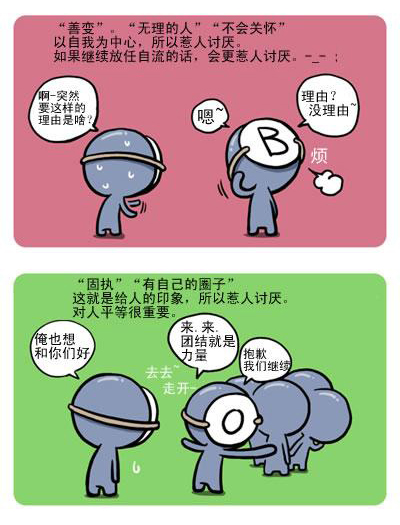 “善变”。“无理的人”“不会关怀”
以自我为中心，所以惹人讨厌。
如果继续放任自流的话，会更惹人讨厌。-_-；
啊-突然
要这样的
理由是啥？
嗯~
B
理由？
没理由~
烦
“固执”“有自己的圈子”
这就是给人的印象，所以惹人讨厌。
对人平等很重要。
俺也想
和你们好
去去~
走开-
来.来.
团结就是
力量
O
抱歉
我们继续